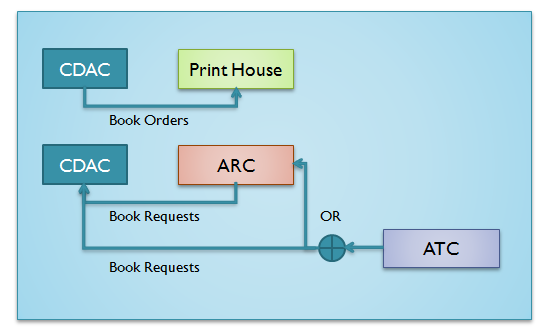 CDAC
Print House
Book Orders
CDAC
ARC
Book Requests
OR
ATC
Book Requests